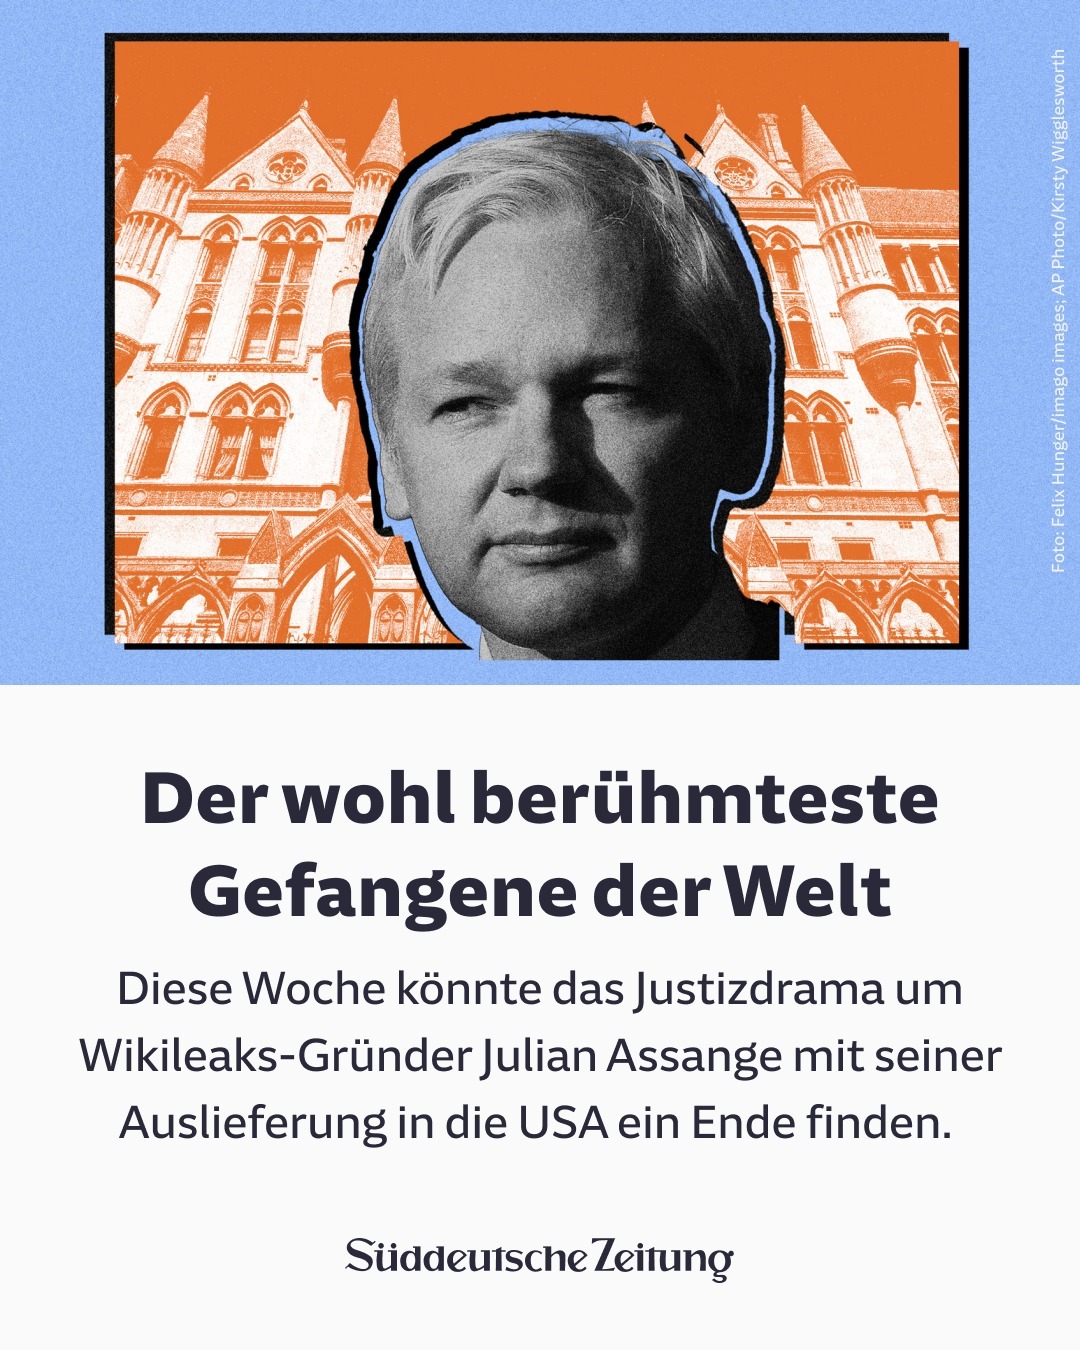 Foto: Felix Hunger/imago images; AP Photo/Kirsty Wigglesworth
Der wohl berühmteste
Gefangene der Welt
Diese Woche könnte das Justizdrama um
Wikileaks-Gründer Julian Assange mit seiner
Auslieferung in die USA ein Ende finden.
Süddeutsche Zeitung